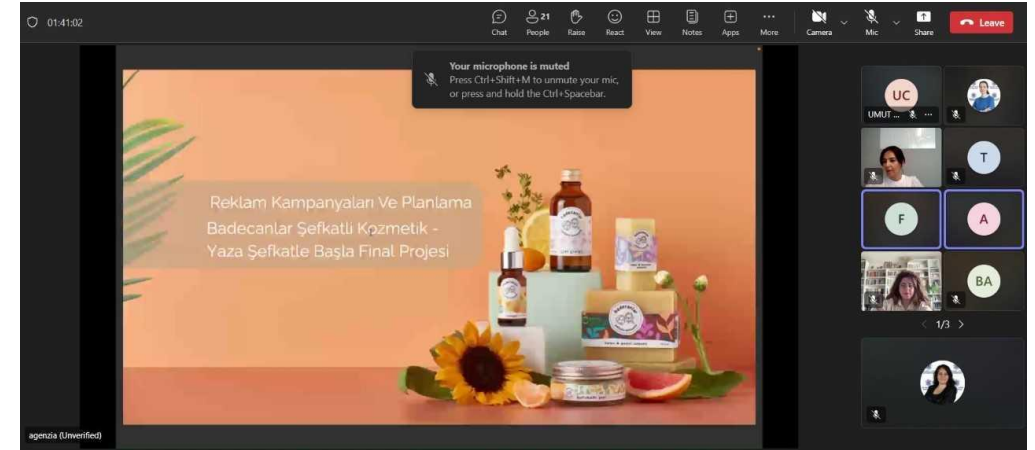 01:41:02
Chat
21
People
Raise
React
View
Notes
Apps
More
Camera
Mic
Share
Leave
Your microphone is muted
Press Ctrl+Shift+M to unmute your mic,
or press and hold the Ctrl+Spacebar.
Reklam Kampanyaları Ve Planlama
Badecanlar Şefkatli Kozmetik -
Yaza Şefkatle Başla Final Projesi
badecanlar
UC
UMUT ...
T
F
A
BA
1/3
agenzia (Unverified)